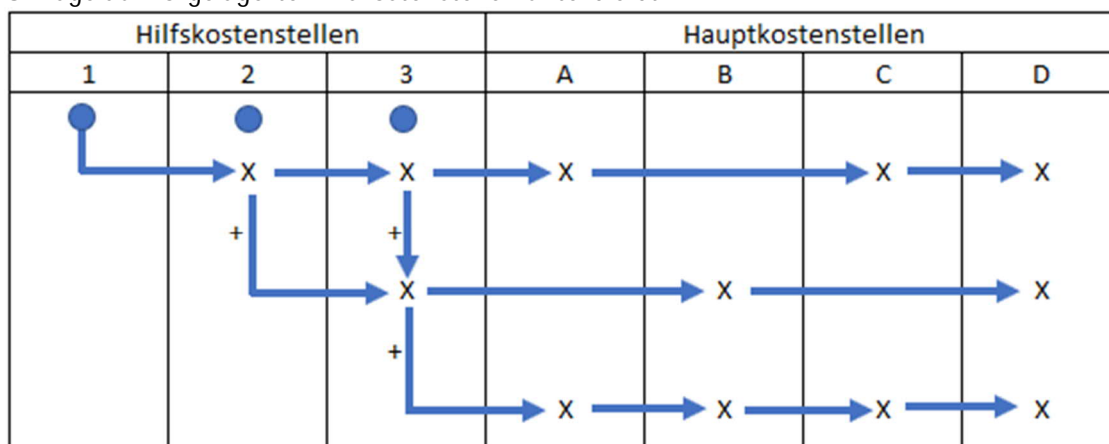 Hilfskostenstellen Hauptkostenstellen
1 2 3 A B C D
X X X X X
+ +
X X X
+
X X X X